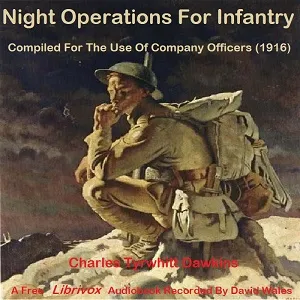 Night Operations For Infantry
Compiled For The Use Of Company Officers (1916)
Charles Tyrwhitt Dawkins
A Free Librivox Audiobook Recorded By David Wales